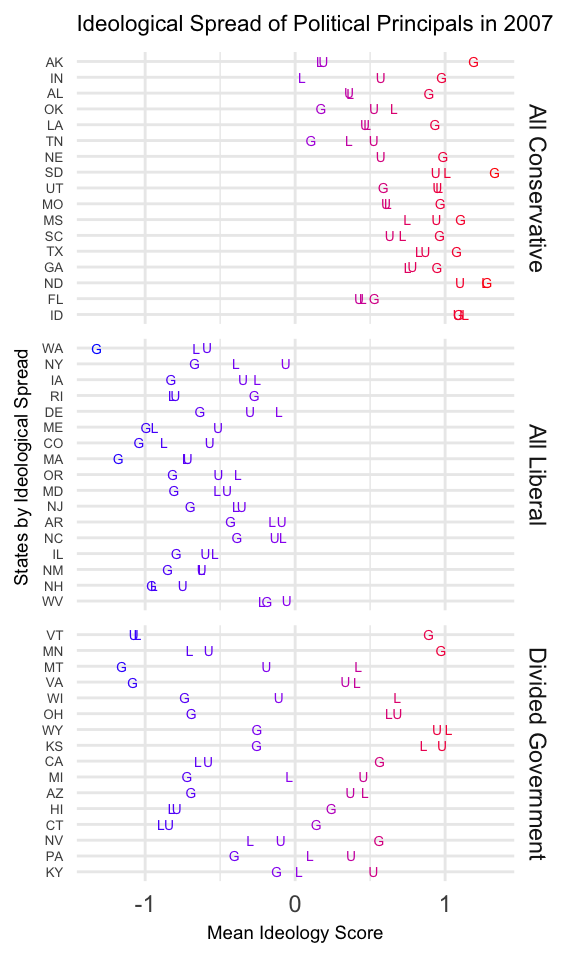 Ideological Spread of Political Principals in 2007
AK L U G
IN L U G
AL U L G
OK G U L
LA L U G
TN G L U
NE U G
SD U L G
UT G U L
MO U L G
MS L U G
SC U L G
TX L U G
GA L U G
ND U L G
FL U L G
ID U G L
All Conservative
WA G L U
NY G L U
IA G U L
RI L U G
DE G U L
ME G L U
CO G L U
MA G L U
OR G U L
MD G L U
NJ G L U
AR G L U
NC G U L
IL G U L
NM G L U
NH G L U
WV L G U
All Liberal
VT U L G
MN L U G
MT G U L
VA G U L
WI G U L
OH G L U
WY G U L
KS G L U
CA L U G
MI G L U
AZ G U L
HI L U G
CT L U G
NV L U G
PA G L U
KY G L U
Divided Government
States by Ideological Spread
-1 0 1
Mean Ideology Score